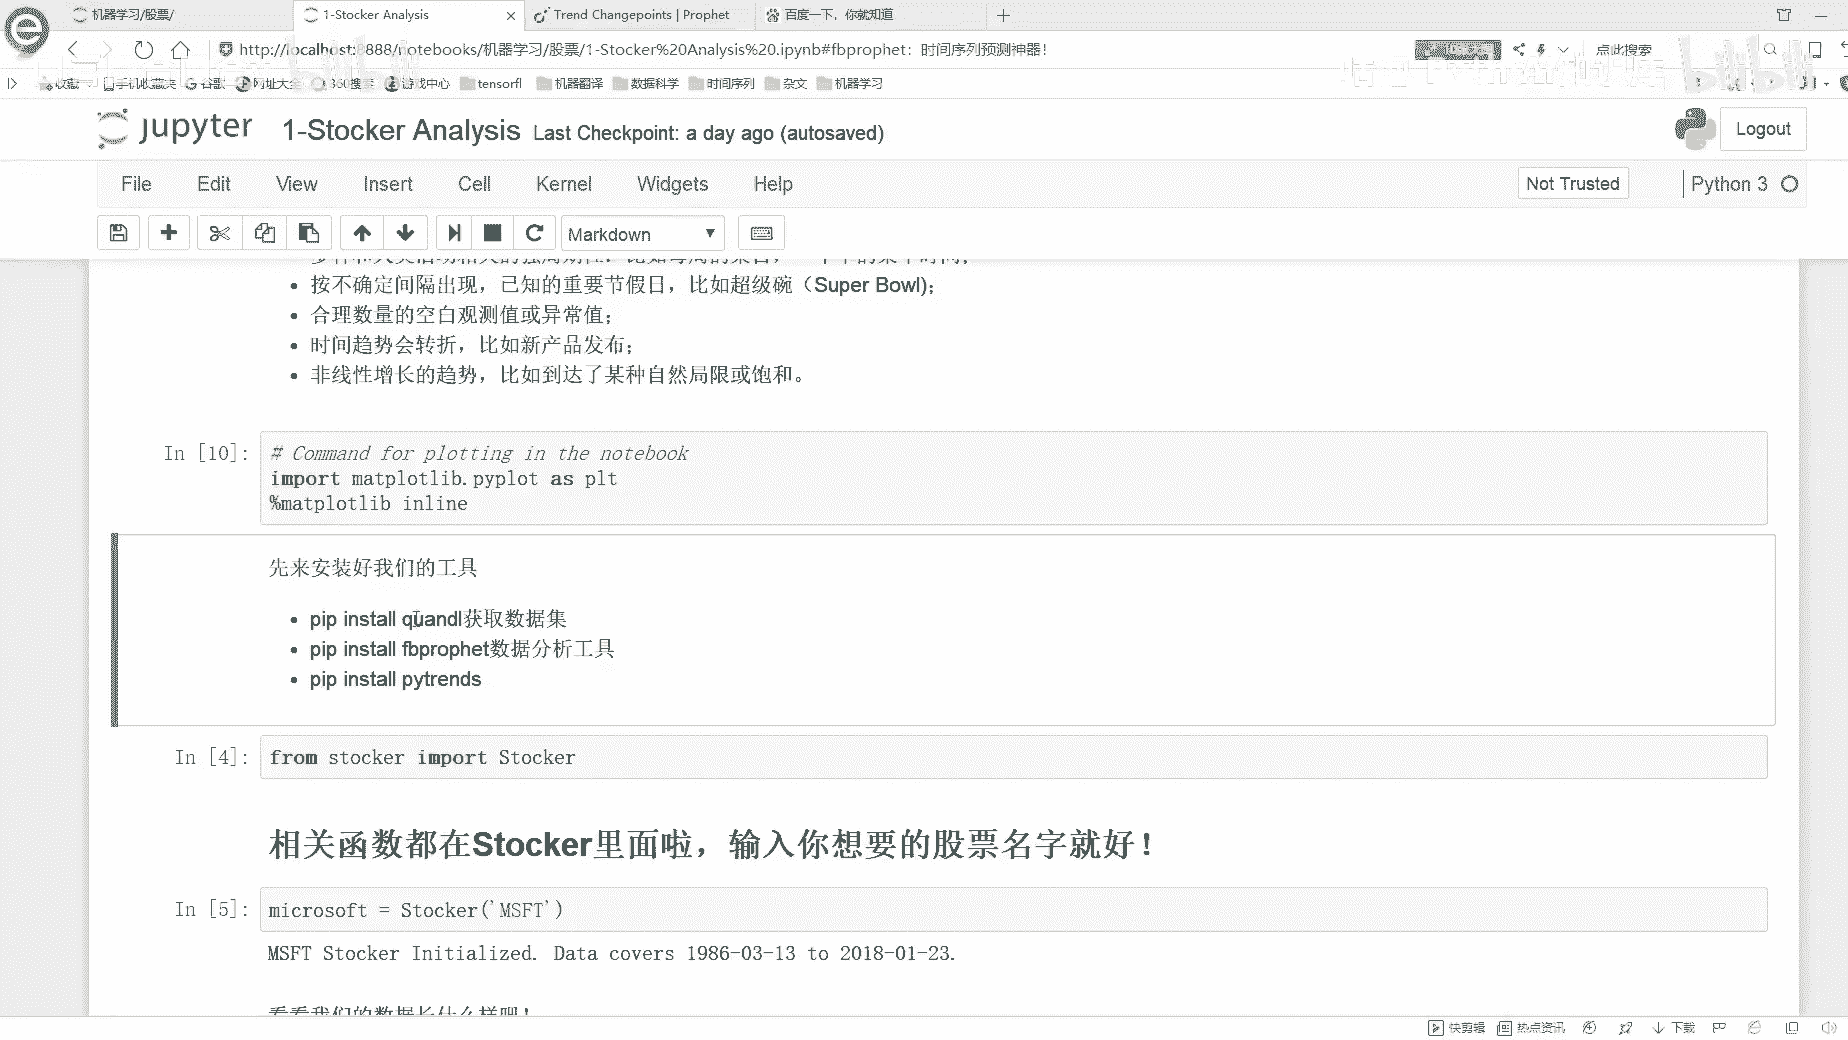 机器学习/股票/
1-Stocker Analysis
Trend Changepoints | Prophet
百度一下，你就知道
http://localhost:8888/notebooks/机器学习/股票/1-Stocker%20Analysis%20.ipynb#fbprophet：时间序列预测神器！
点此搜索
收藏 手机收藏夹 谷歌 网址大全 360搜索 游戏中心 tensorfl 机器翻译 数据科学 时间序列 杂文 机器学习
jupyter 1-Stocker Analysis Last Checkpoint: a day ago (autosaved)
Logout
File Edit View Insert Cell Kernel Widgets Help
Not Trusted
Python 3
Markdown
按不确定间隔出现，已知的重要节假日，比如超级碗（Super Bowl)；
合理数量的空白观测值或异常值；
时间趋势会转折，比如新产品发布；
非线性增长的趋势，比如到达了某种自然局限或饱和。
In [10]:
# Command for plotting in the notebook
import matplotlib.pyplot as plt
%matplotlib inline
先来安装好我们的工具
pip install quandl获取数据集
pip install fbprophet数据分析工具
pip install pytrends
In [4]:
from stocker import Stocker
相关函数都在Stocker里面啦，输入你想要的股票名字就好！
In [5]:
microsoft = Stocker('MSFT')
MSFT Stocker Initialized. Data covers 1986-03-13 to 2018-01-23.
看看我们的数据长什么样吧！
快剪辑 热点资讯 下载